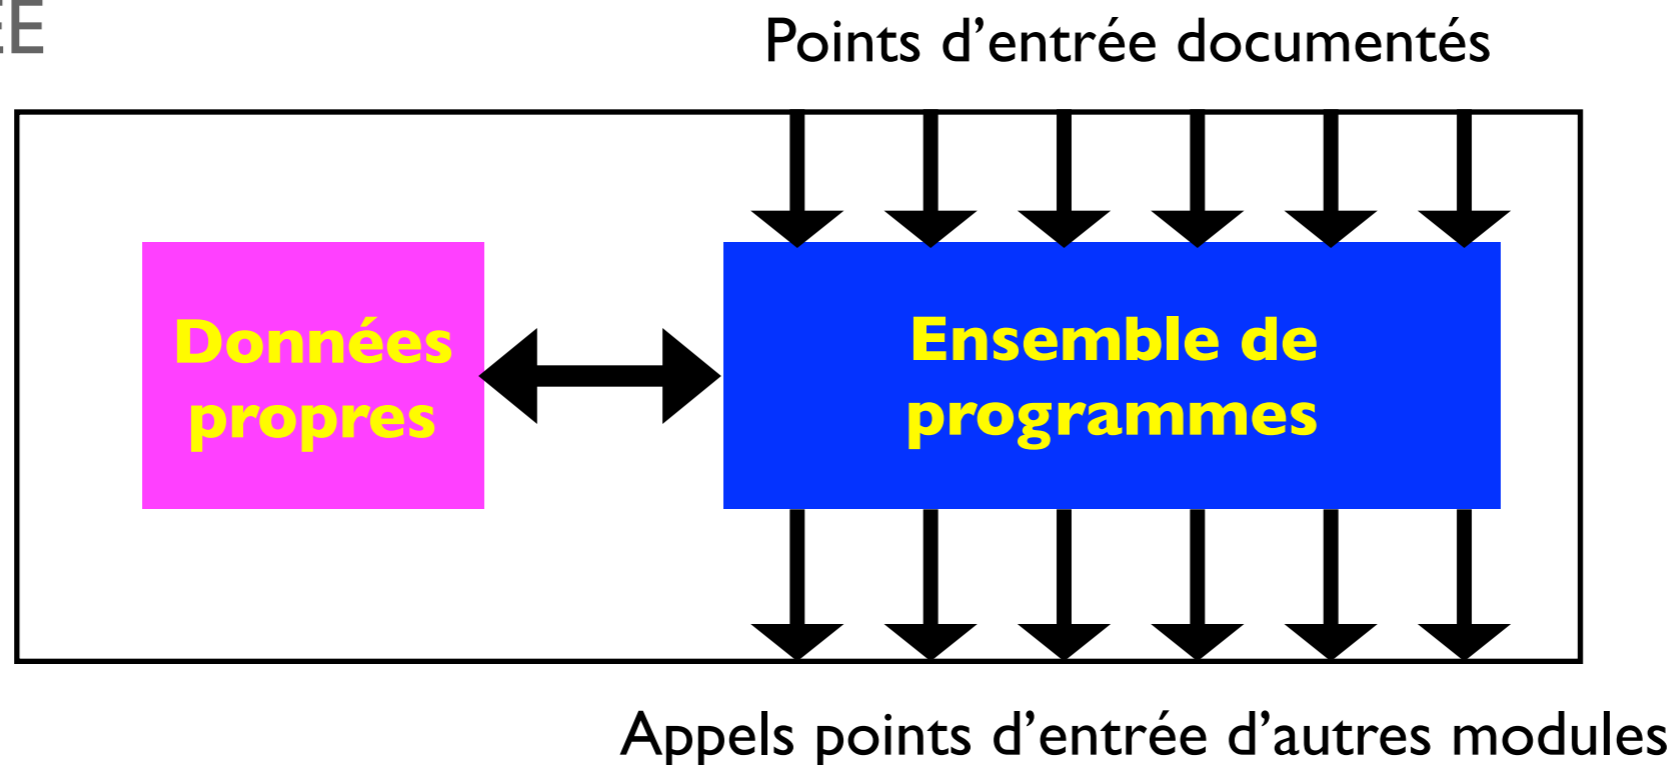 Points d’entrée documentés
Données
propres
Ensemble de
programmes
Appels points d’entrée d’autres modules